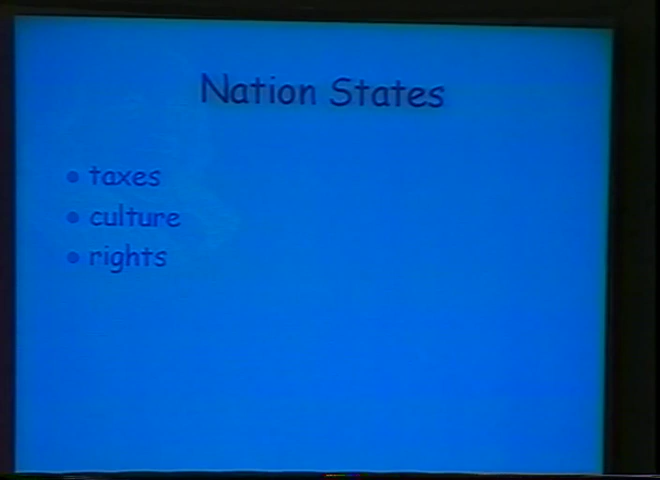 Nation States
• taxes
• culture
• rights